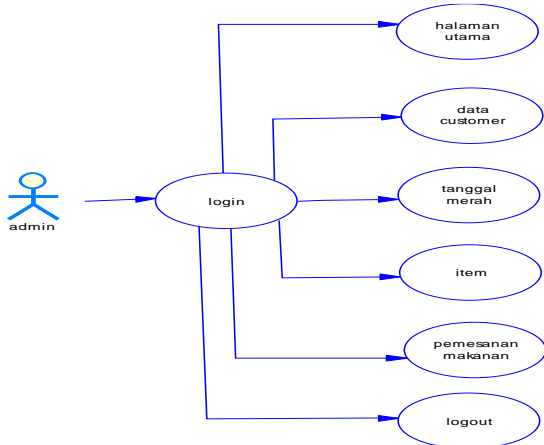 halaman
utama
data
customer
tanggal
merah
login
admin
item
pemesanan
makanan
logout